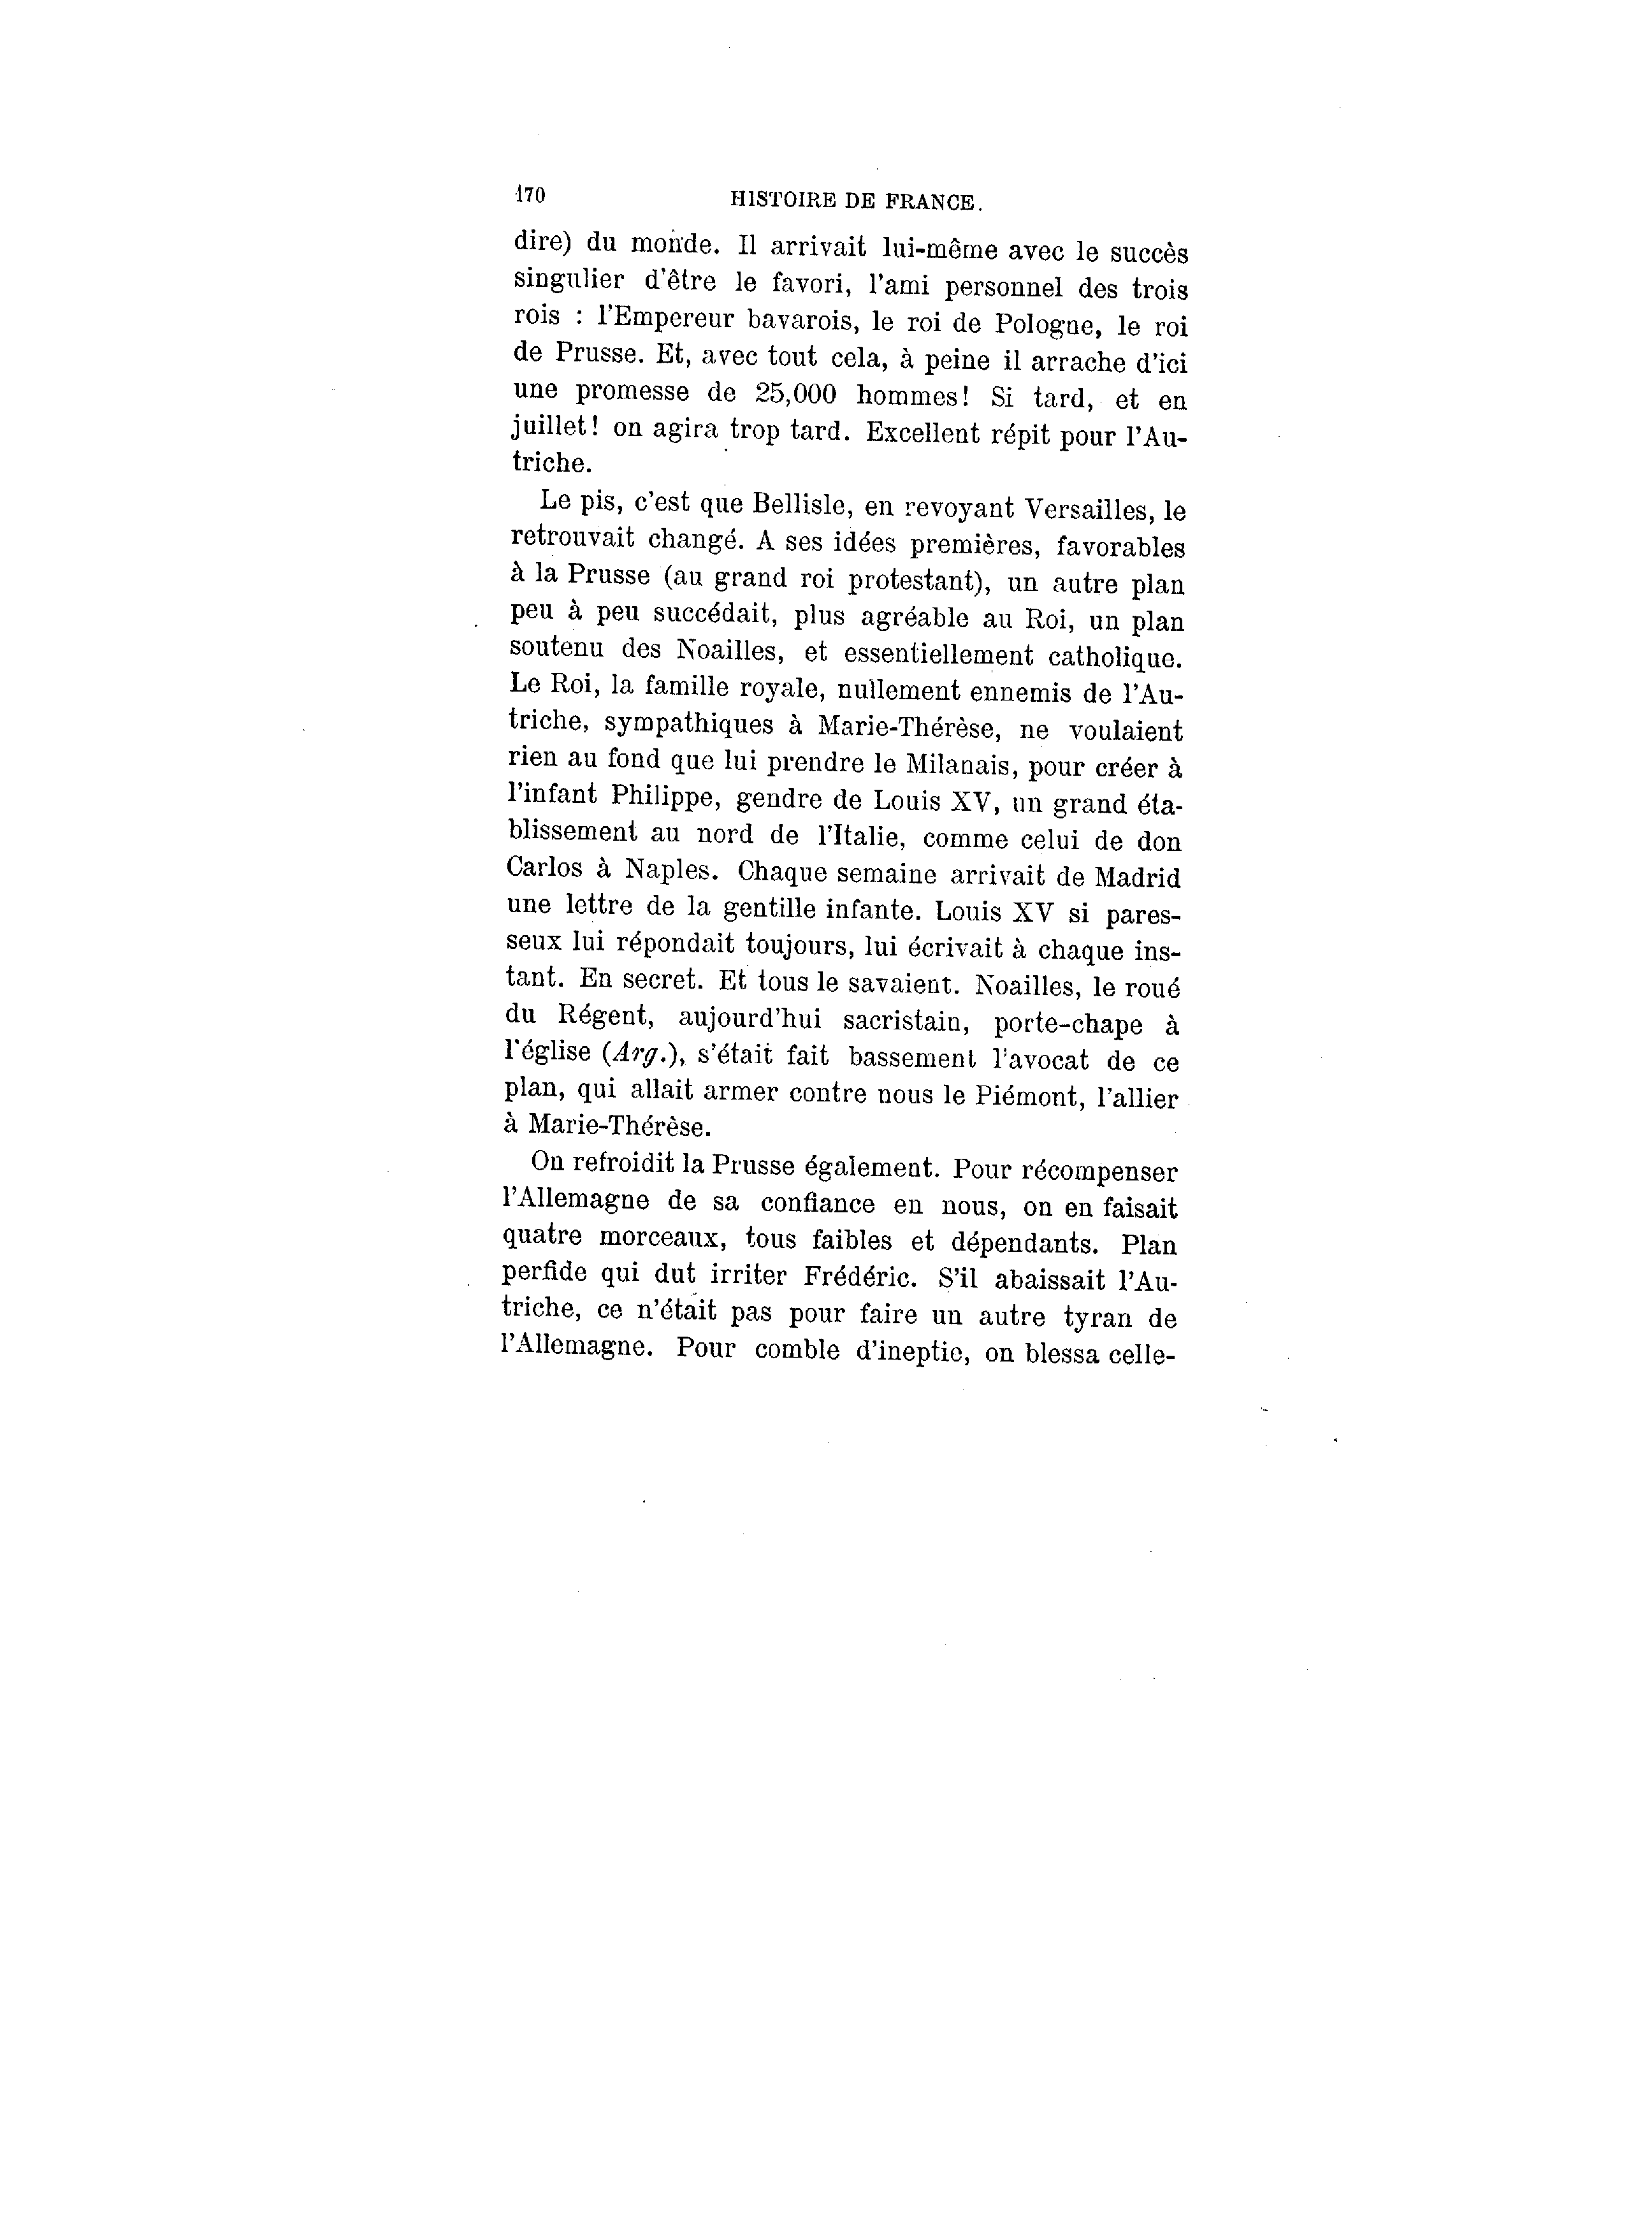 170 HISTOIRE DE FRANCE.
dire) du monde. Il arrivait lui-même avec le succès
singulier d'être le favori, l'ami personnel des trois
rois : l'Empereur bavarois, le roi de Pologne, le roi
de Prusse. Et, avec tout cela, à peine il arrache d'ici
une promesse de 25,000 hommes! Si tard, et en
juillet! on agira trop tard. Excellent répit pour l'Au-
triche.
Le pis, c'est que Bellisle, en revoyant Versailles, le
retrouvait changé. A ses idées premières, favorables
à la Prusse (au grand roi protestant), un autre plan
peu à peu succédait, plus agréable au Roi, un plan
soutenu des Noailles, et essentiellement catholique.
Le Roi, la famille royale, nullement ennemis de l'Au-
triche, sympathiques à Marie-Thérèse, ne voulaient
rien au fond que lui prendre le Milanais, pour créer à
l'infant Philippe, gendre de Louis XV, un grand éta-
blissement au nord de l'Italie, comme celui de don
Carlos à Naples. Chaque semaine arrivait de Madrid
une lettre de la gentille infante. Louis XV si pares-
seux lui répondait toujours, lui écrivait à chaque ins-
tant. En secret. Et tous le savaient. Noailles, le roué
du Régent, aujourd'hui sacristain, porte-chape à
l'église (Arg.), s'était fait bassement l'avocat de ce
plan, qui allait armer contre nous le Piémont, l'allier
à Marie-Thérèse.
On refroidit la Prusse également. Pour récompenser
l'Allemagne de sa confiance en nous, on en faisait
quatre morceaux, tous faibles et dépendants. Plan
perfide qui dut irriter Frédéric. S'il abaissait l'Au-
triche, ce n'était pas pour faire un autre tyran de
l'Allemagne. Pour comble d'ineptie, on blessa celle-